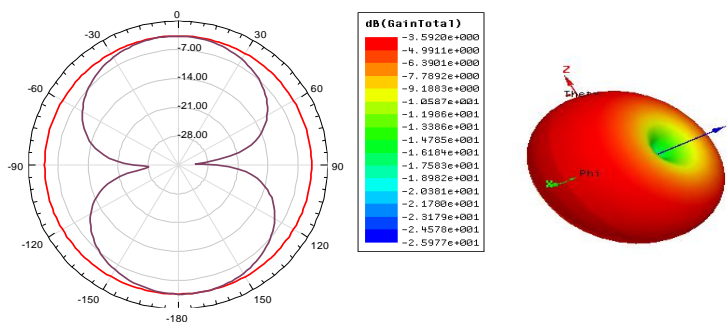 0
-30
30
-7.00
-60
60
-14.00
-21.00
-28.00
-90
90
-120
120
-150
150
-180
dB(GainTotal)
-3.5920e+000
-4.9911e+000
-6.3901e+000
-7.7892e+000
-9.1883e+000
-1.0587e+001
-1.1986e+001
-1.3386e+001
-1.4785e+001
-1.6184e+001
-1.7583e+001
-1.8982e+001
-2.0381e+001
-2.1780e+001
-2.3179e+001
-2.4578e+001
-2.5977e+001
Z
Phi